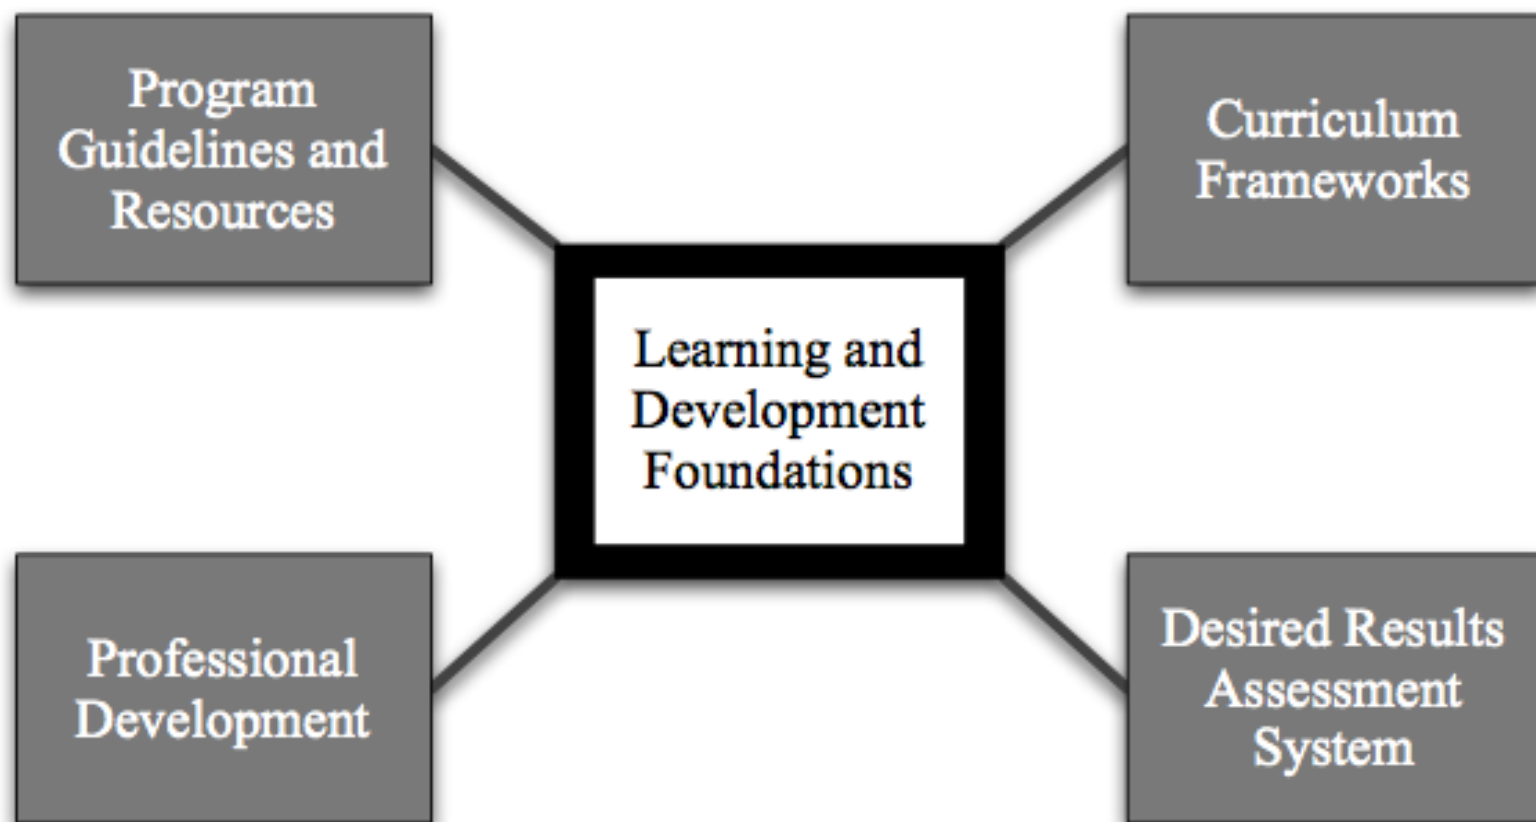 Program
Guidelines and
Resources
Curriculum
Frameworks
Learning and
Development
Foundations
Professional
Development
Desired Results
Assessment
System